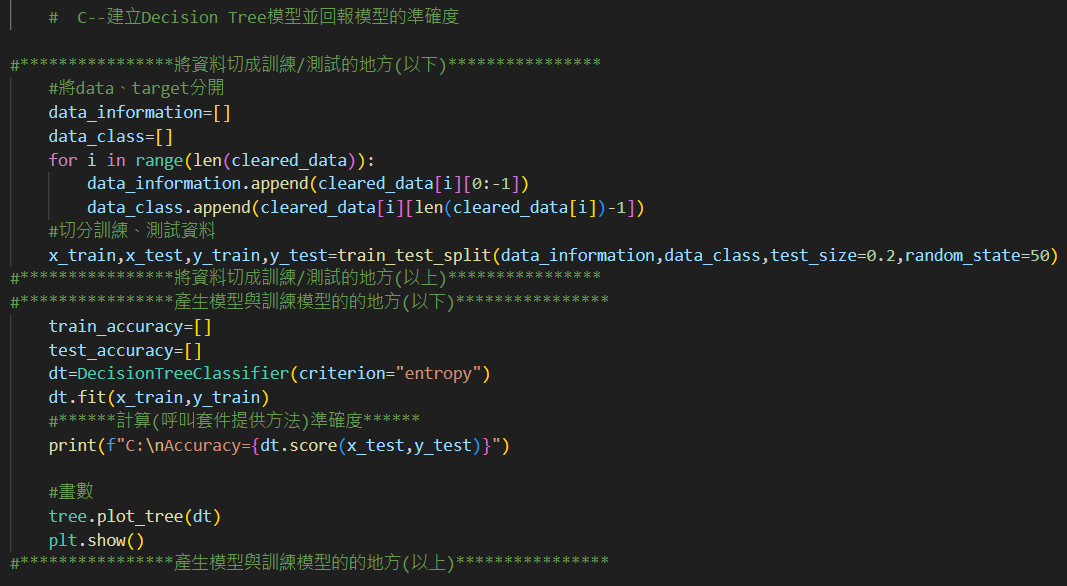 #  C--建立Decision Tree模型並回報模型的準確度
#****************將資料切成訓練/測試的地方(以下)****************
#將data、target分開
data_information=[]
data_class=[]
for i in range(len(cleared_data)):
data_information.append(cleared_data[i][0:-1])
data_class.append(cleared_data[i][len(cleared_data[i])-1])
#切分訓練、測試資料
x_train,x_test,y_train,y_test=train_test_split(data_information,data_class,test_size=0.2,random_state=50)
#****************將資料切成訓練/測試的地方(以上)****************
#****************產生模型與訓練模型的的地方(以下)****************
train_accuracy=[]
test_accuracy=[]
dt=DecisionTreeClassifier(criterion="entropy")
dt.fit(x_train,y_train)
#******計算(呼叫套件提供方法)準確度******
print(f"C:\nAccuracy={dt.score(x_test,y_test)}")
#畫數
tree.plot_tree(dt)
plt.show()
#****************產生模型與訓練模型的的地方(以上)****************